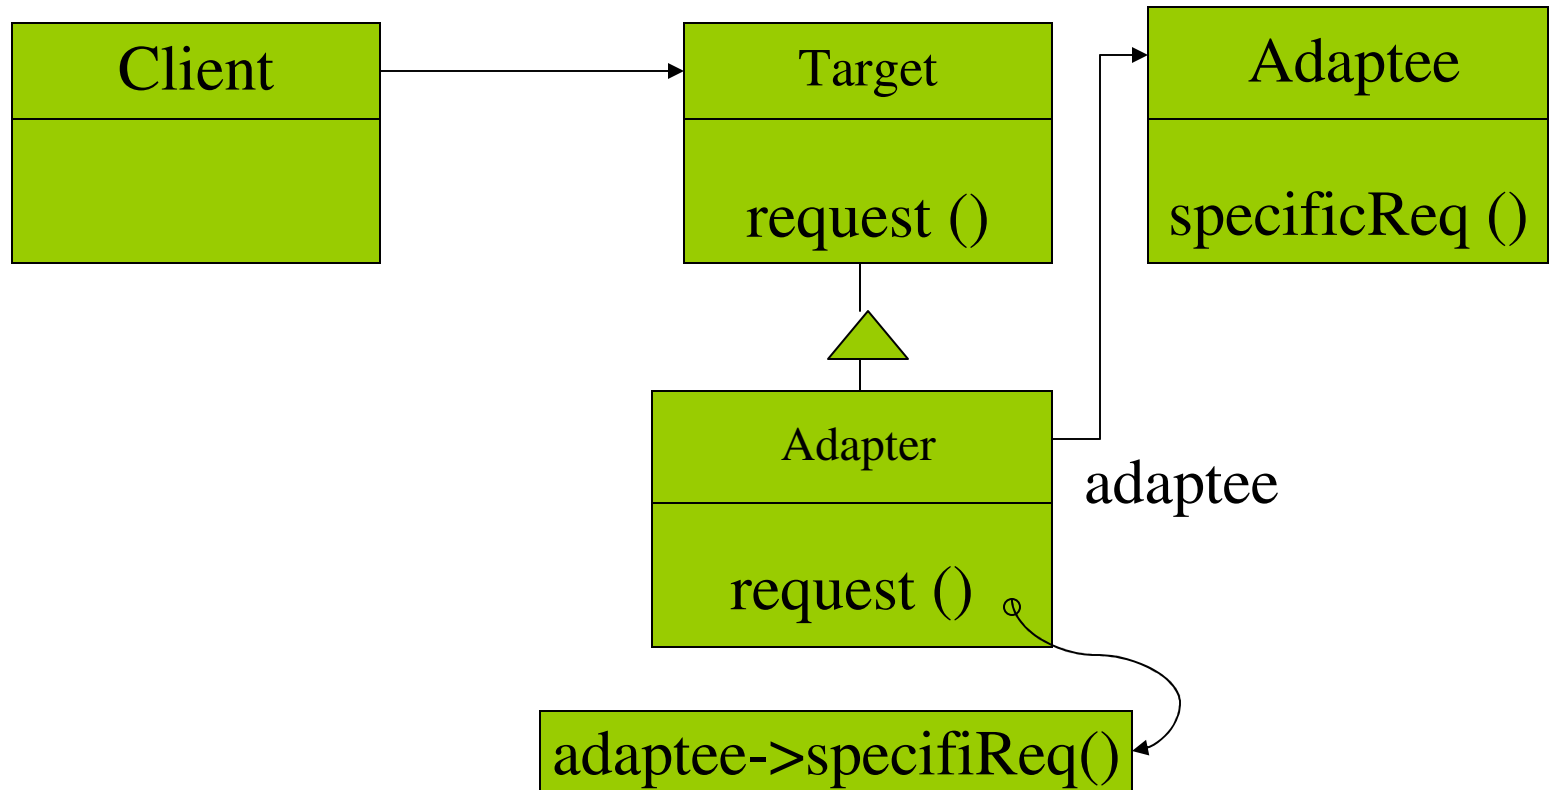 Client
Target
request ()
Adaptee
specificReq ()
Adapter
request ()
adaptee
adaptee->specifiReq()